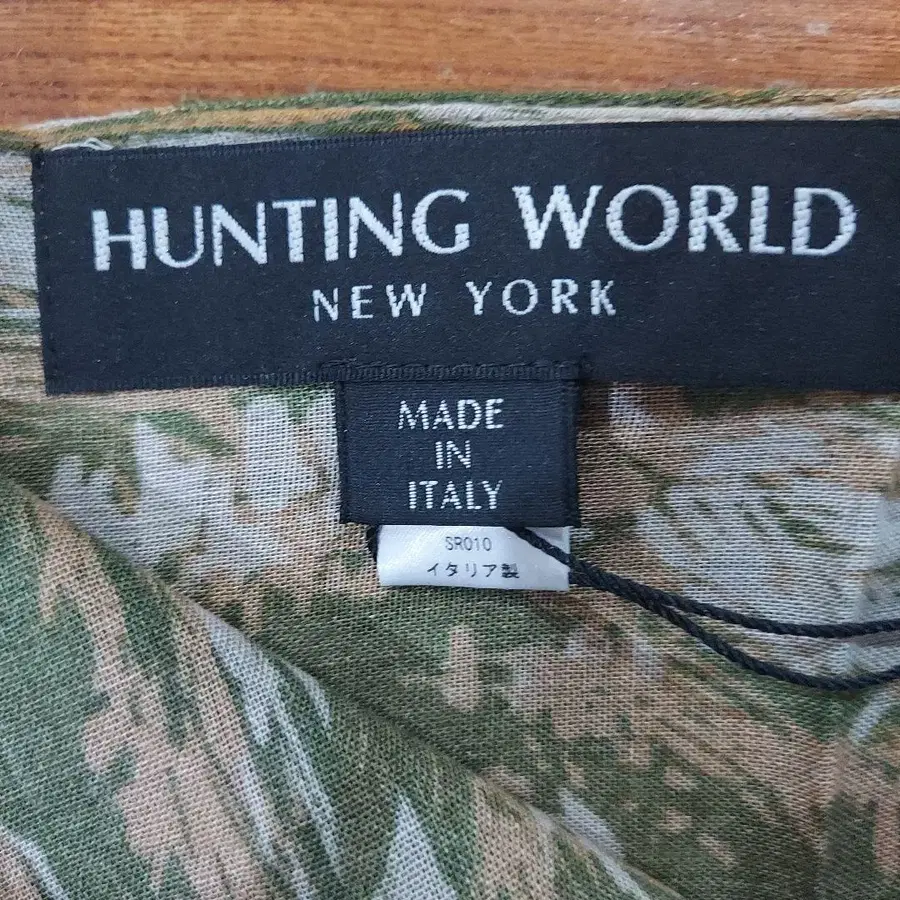 HUNTING WORLD
NEW YORK
MADE
IN
ITALY
SR010
イタリア製